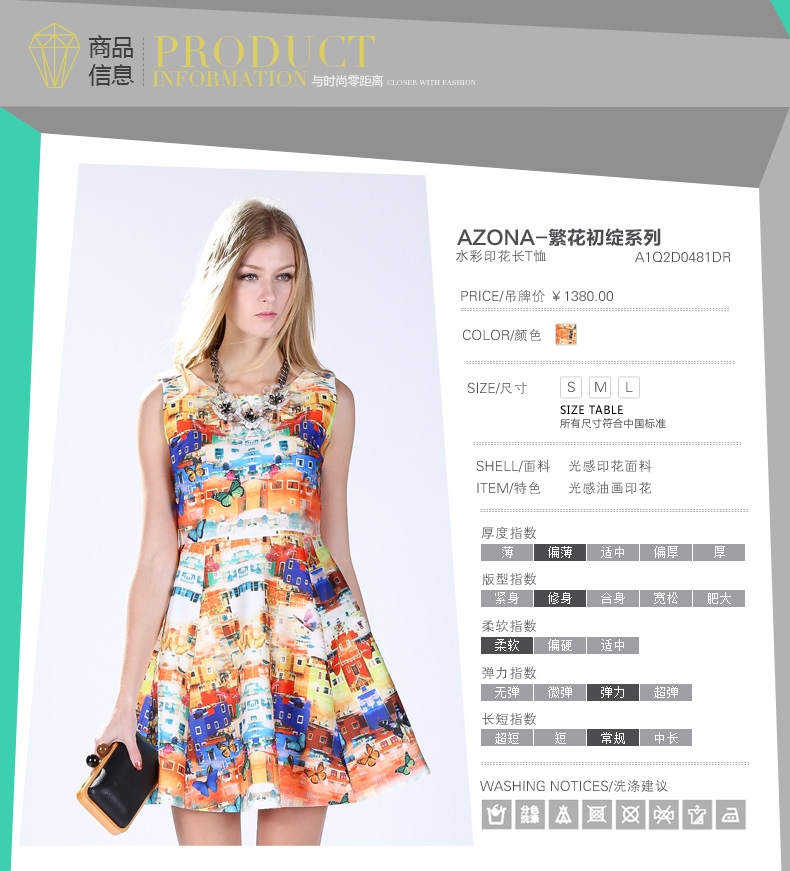 商品
信息
PRODUCT
INFORMATION 与时尚零距离 CLOSER WITH FASHION
AZONA-繁花初绽系列
水彩印花长T恤 A1Q2D0481DR
PRICE/吊牌价 ¥1380.00
COLOR/颜色
SIZE/尺寸 S M L
SIZE TABLE
所有尺寸符合中国标准
SHELL/面料 光感印花面料
ITEM/特色 光感油画印花
厚度指数
薄 偏薄 适中 偏厚 厚
版型指数
紧身 修身 合身 宽松 肥大
柔软指数
柔软 偏硬 适中
弹力指数
无弹 微弹 弹力 超弹
长短指数
超短 短 常规 中长
WASHING NOTICES/洗涤建议
分色
洗涤